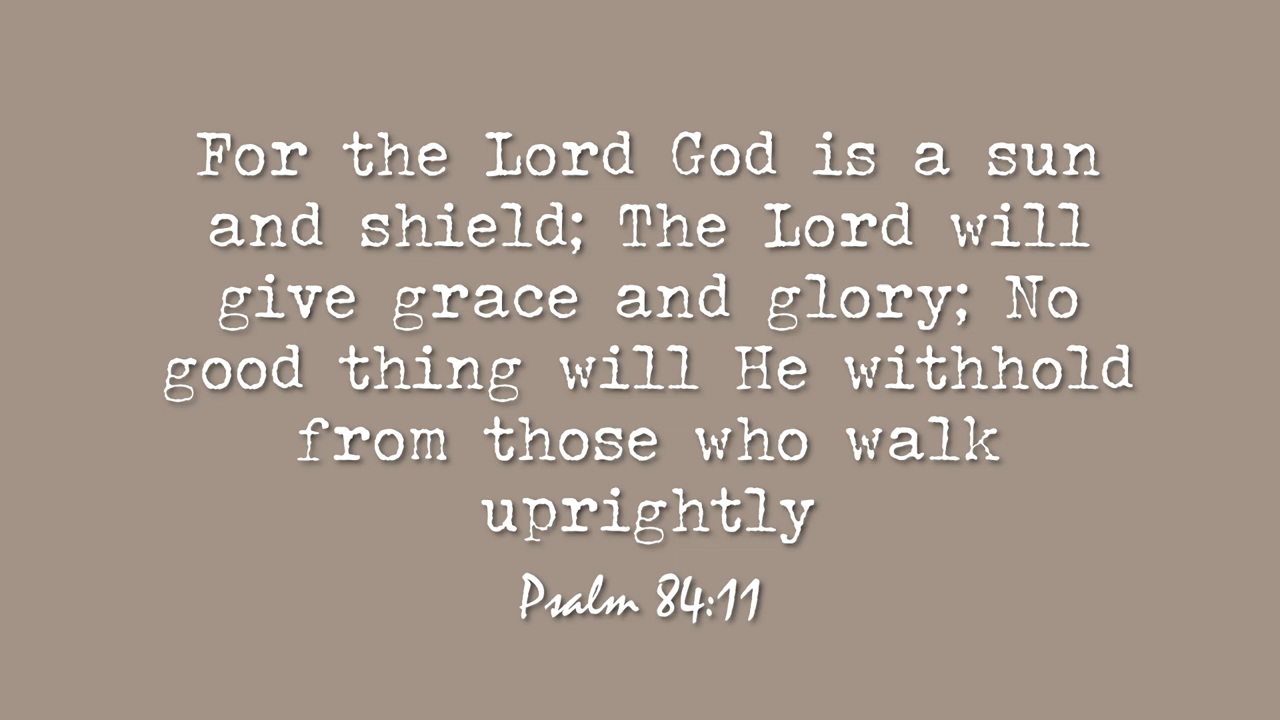 For the Lord God is a sun
and shield; The Lord will
give grace and glory; No
good thing will He withhold
from those who walk
uprightly
Psalm 84:11